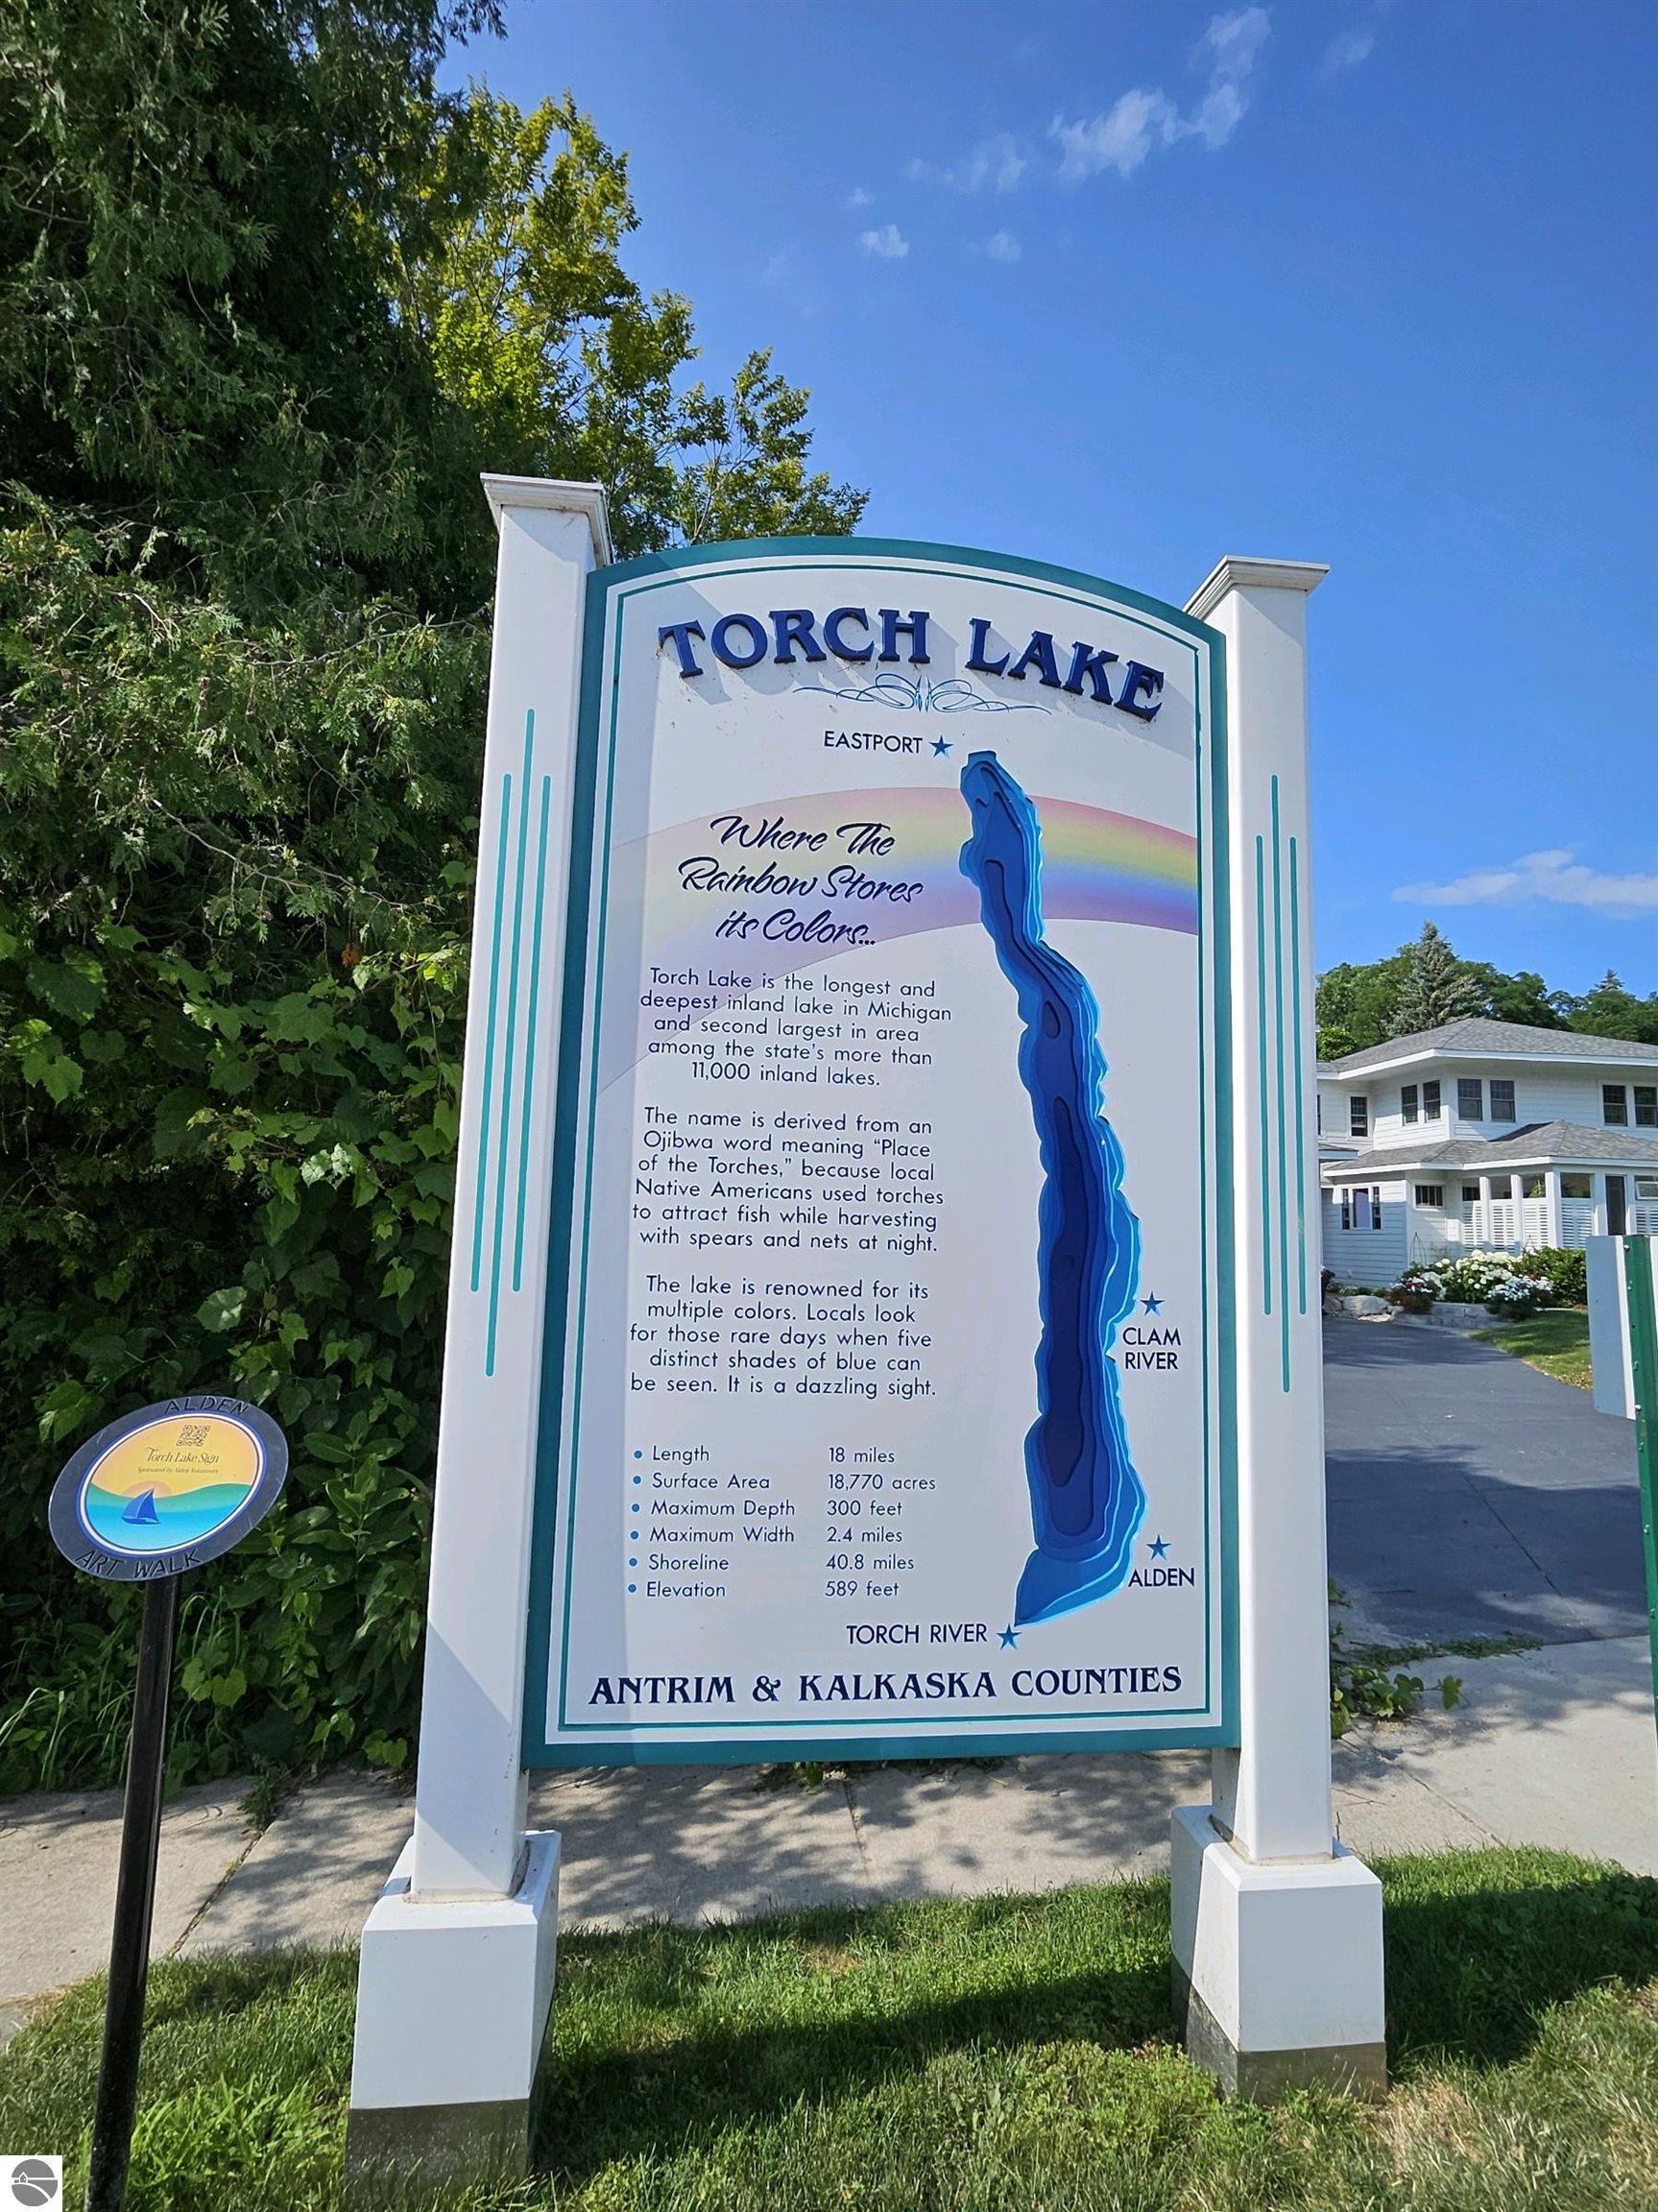 TORCH LAKE
EASTPORT
Where The
Rainbow Stores
its Colors...
Torch Lake is the longest and
deepest inland lake in Michigan
and second largest in area
among the state's more than
11,000 inland lakes.
The name is derived from an
Ojibwa word meaning “Place
of the Torches,” because local
Native Americans used torches
to attract fish while harvesting
with spears and nets at night.
The lake is renowned for its
multiple colors. Locals look
for those rare days when five
distinct shades of blue can
be seen. It is a dazzling sight.
• Length 18 miles
• Surface Area 18,770 acres
• Maximum Depth 300 feet
• Maximum Width 2.4 miles
• Shoreline 40.8 miles
• Elevation 589 feet
CLAM
RIVER
ALDEN
TORCH RIVER
ANTRIM & KALKASKA COUNTIES
ALDEN
Torch Lake Sign
Sponsored by Alden Volunteers
ART WALK